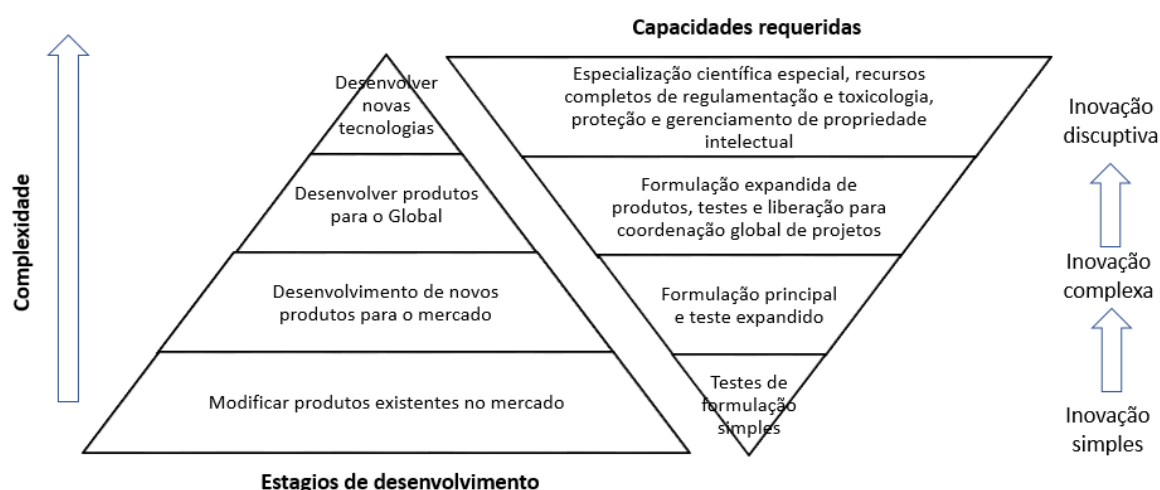 Capacidades requeridas
Desenvolver
novas
tecnologias
Especialização científica especial, recursos
completos de regulamentação e toxicologia,
proteção e gerenciamento de propriedade
intelectual
Inovação
discuptiva
Desenvolver produtos
para o Global
Formulação expandida de
produtos, testes e liberação para
coordenação global de projetos
Complexidade
Desenvolvimento de novos
produtos para o mercado
Formulação principal
e teste expandido
Inovação
complexa
Modificar produtos existentes no mercado
Testes de
formulação
simples
Inovação
simples
Estagios de desenvolvimento